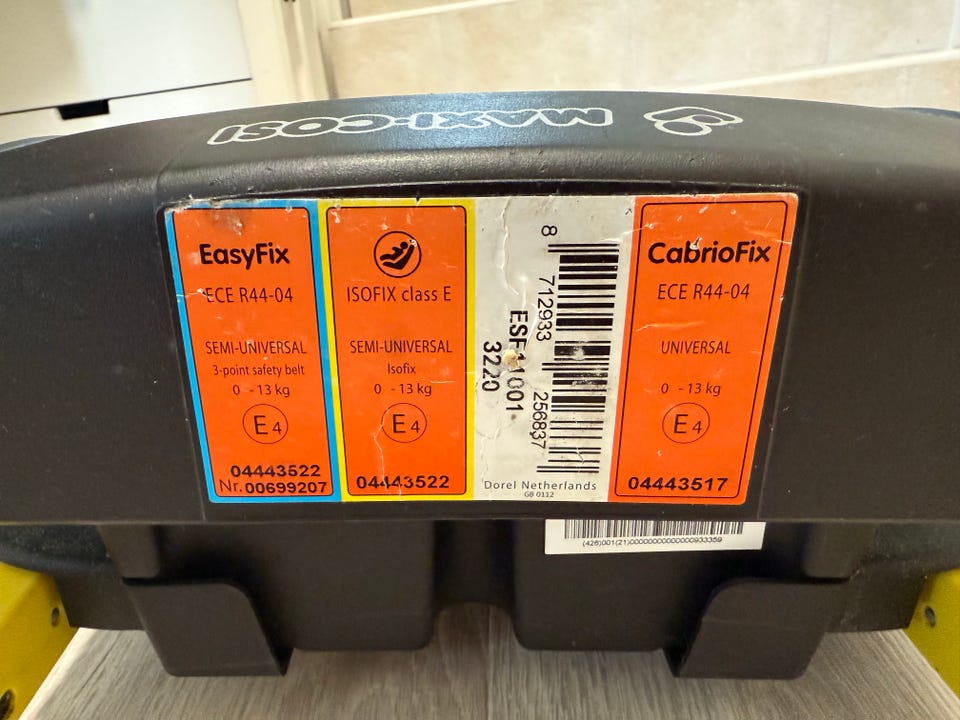 MAXI-COSI
EasyFix
ECE R44-04
SEMI-UNIVERSAL
3-point safety belt
0 - 13 kg
E4
04443522
Nr. 00699207
ISOFIX class E
SEMI-UNIVERSAL
Isofix
0 - 13 kg
E4
04443522
8 712933 256837
3220
Dorel Netherlands
GB 0112
CabrioFix
ECE R44-04
UNIVERSAL
0 - 13 kg
E4
04443517